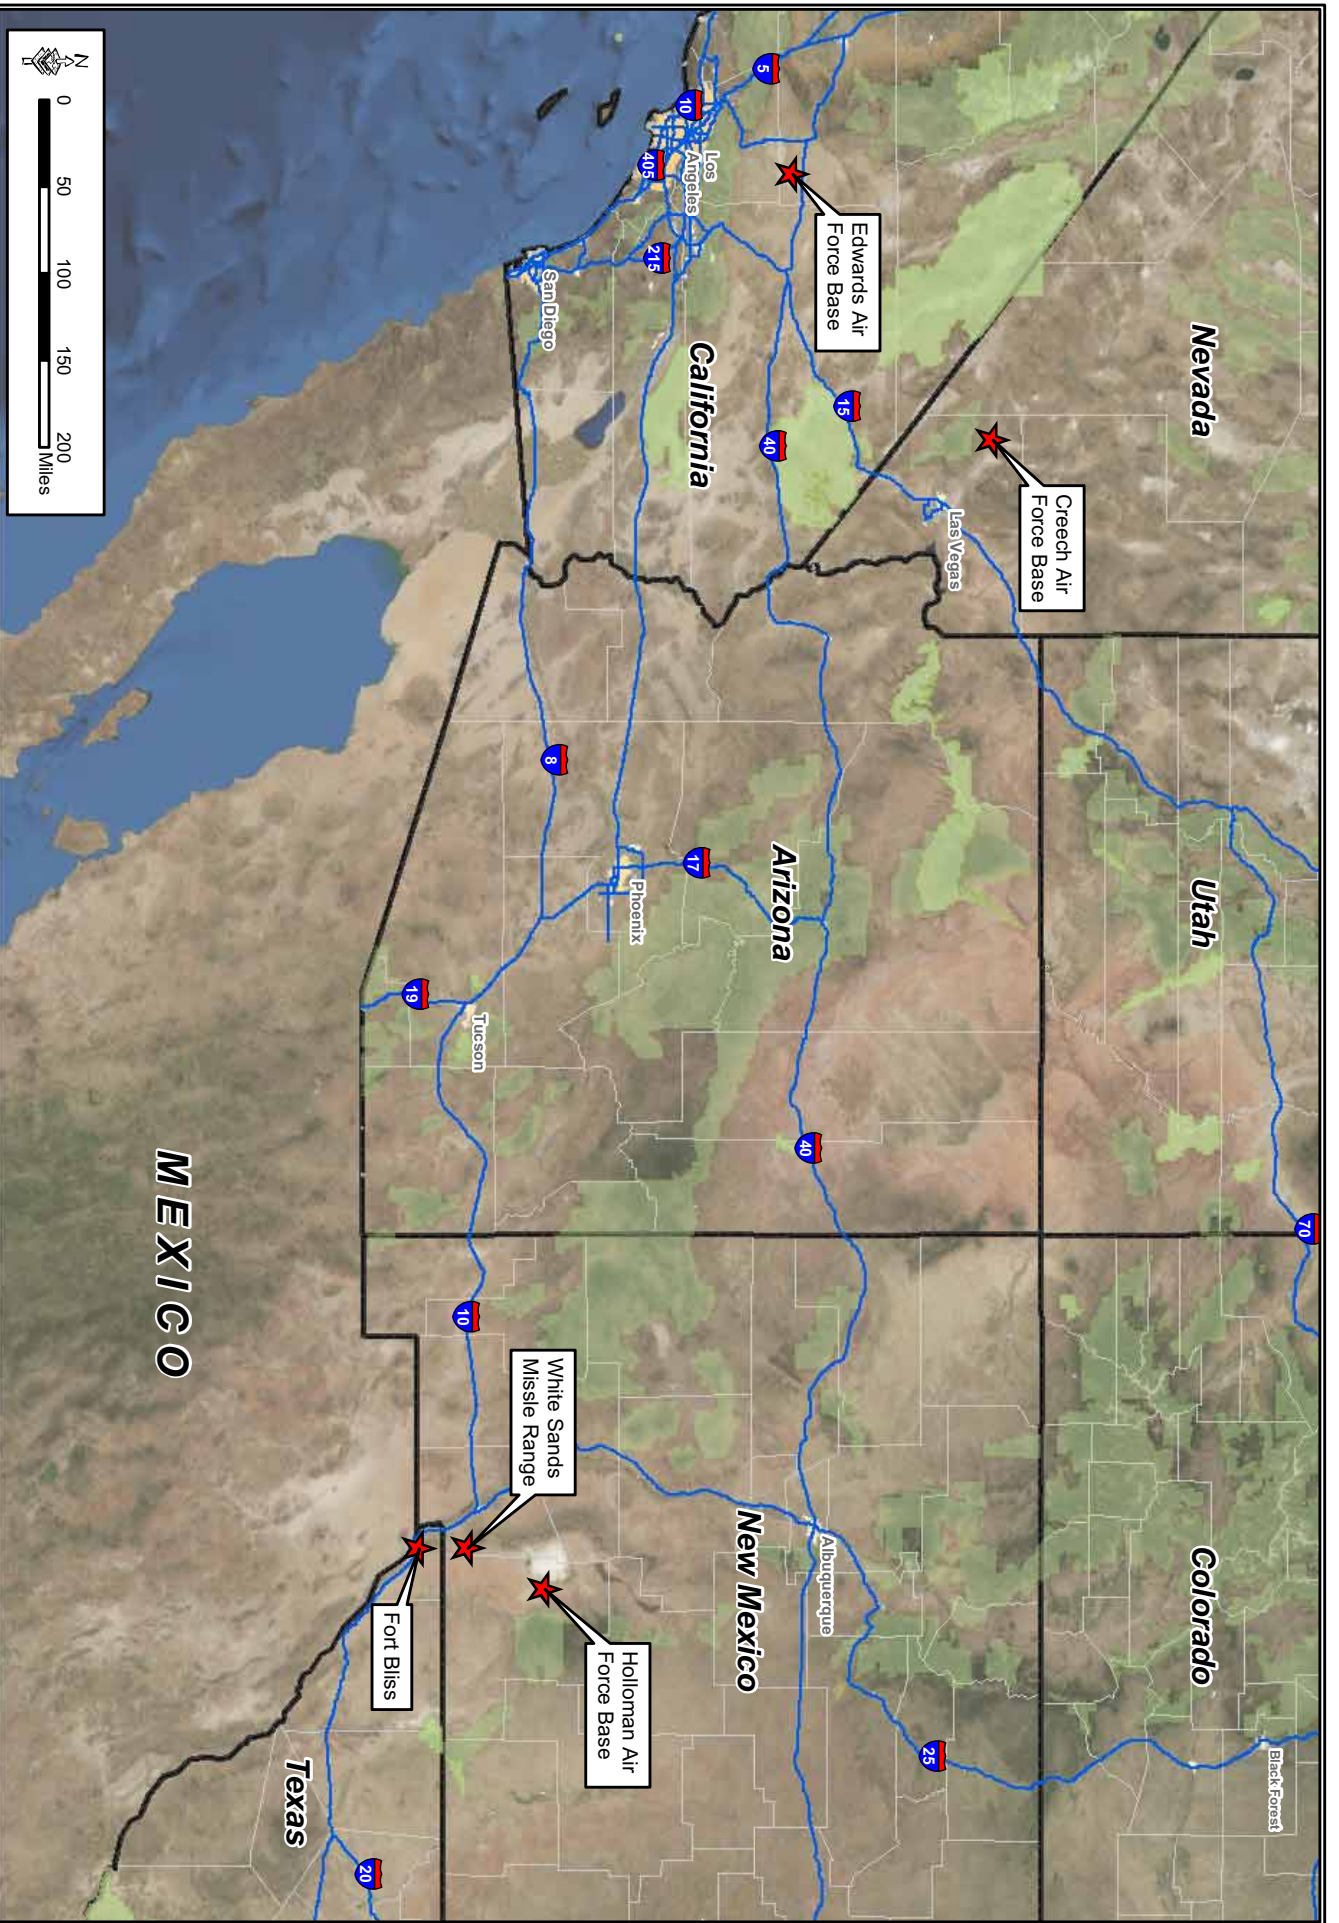 Nevada
Utah
Colorado
California
Arizona
New Mexico
Texas
MEXICO
Creech Air
Force Base
Edwards Air
Force Base
White Sands
Missle Range
Holloman Air
Force Base
Fort Bliss
Las Vegas
Los
Angeles
San Diego
Phoenix
Tucson
Albuquerque
Black Forest
70
5
15
40
10
405
215
40
17
25
8
19
10
20
N
0 50 100 150 200
Miles